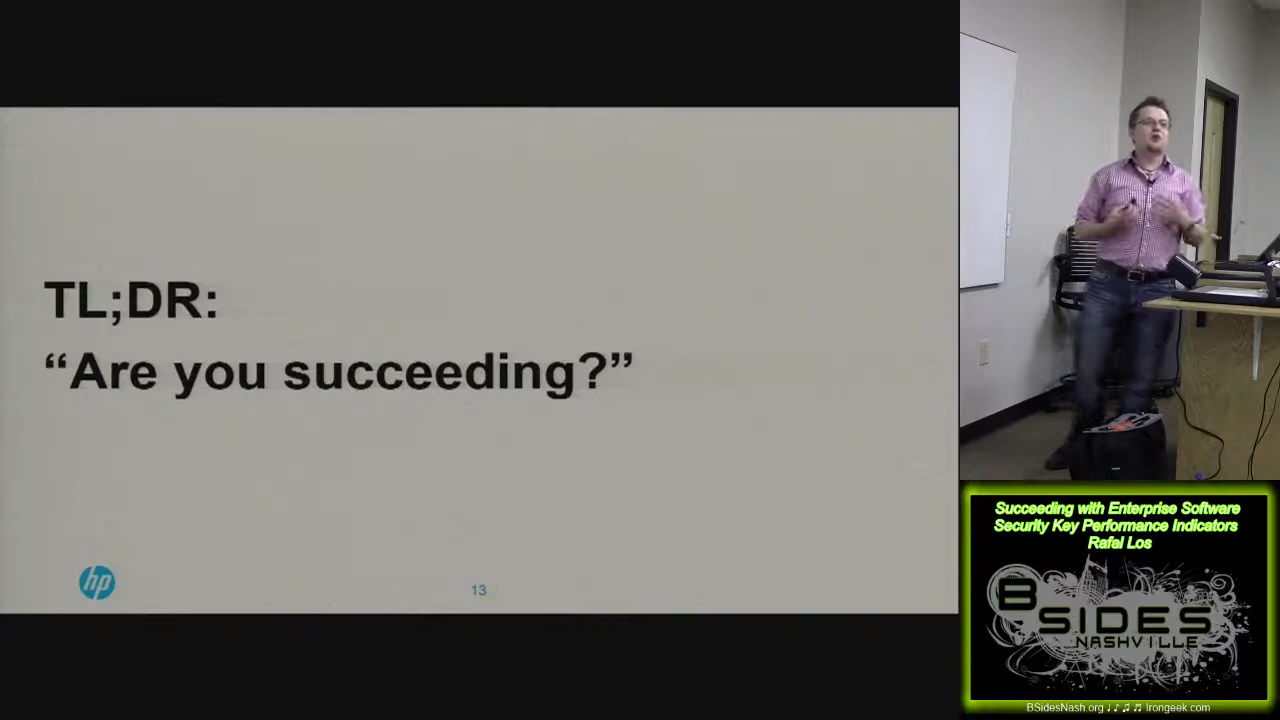 TL;DR:
“Are you succeeding?”
hp
13
Succeeding with Enterprise Software
Security Key Performance Indicators
Rafal Los
BSIDES
NASHVILLE
BSidesNash.org ♩♪♫♬ Irongeek.com